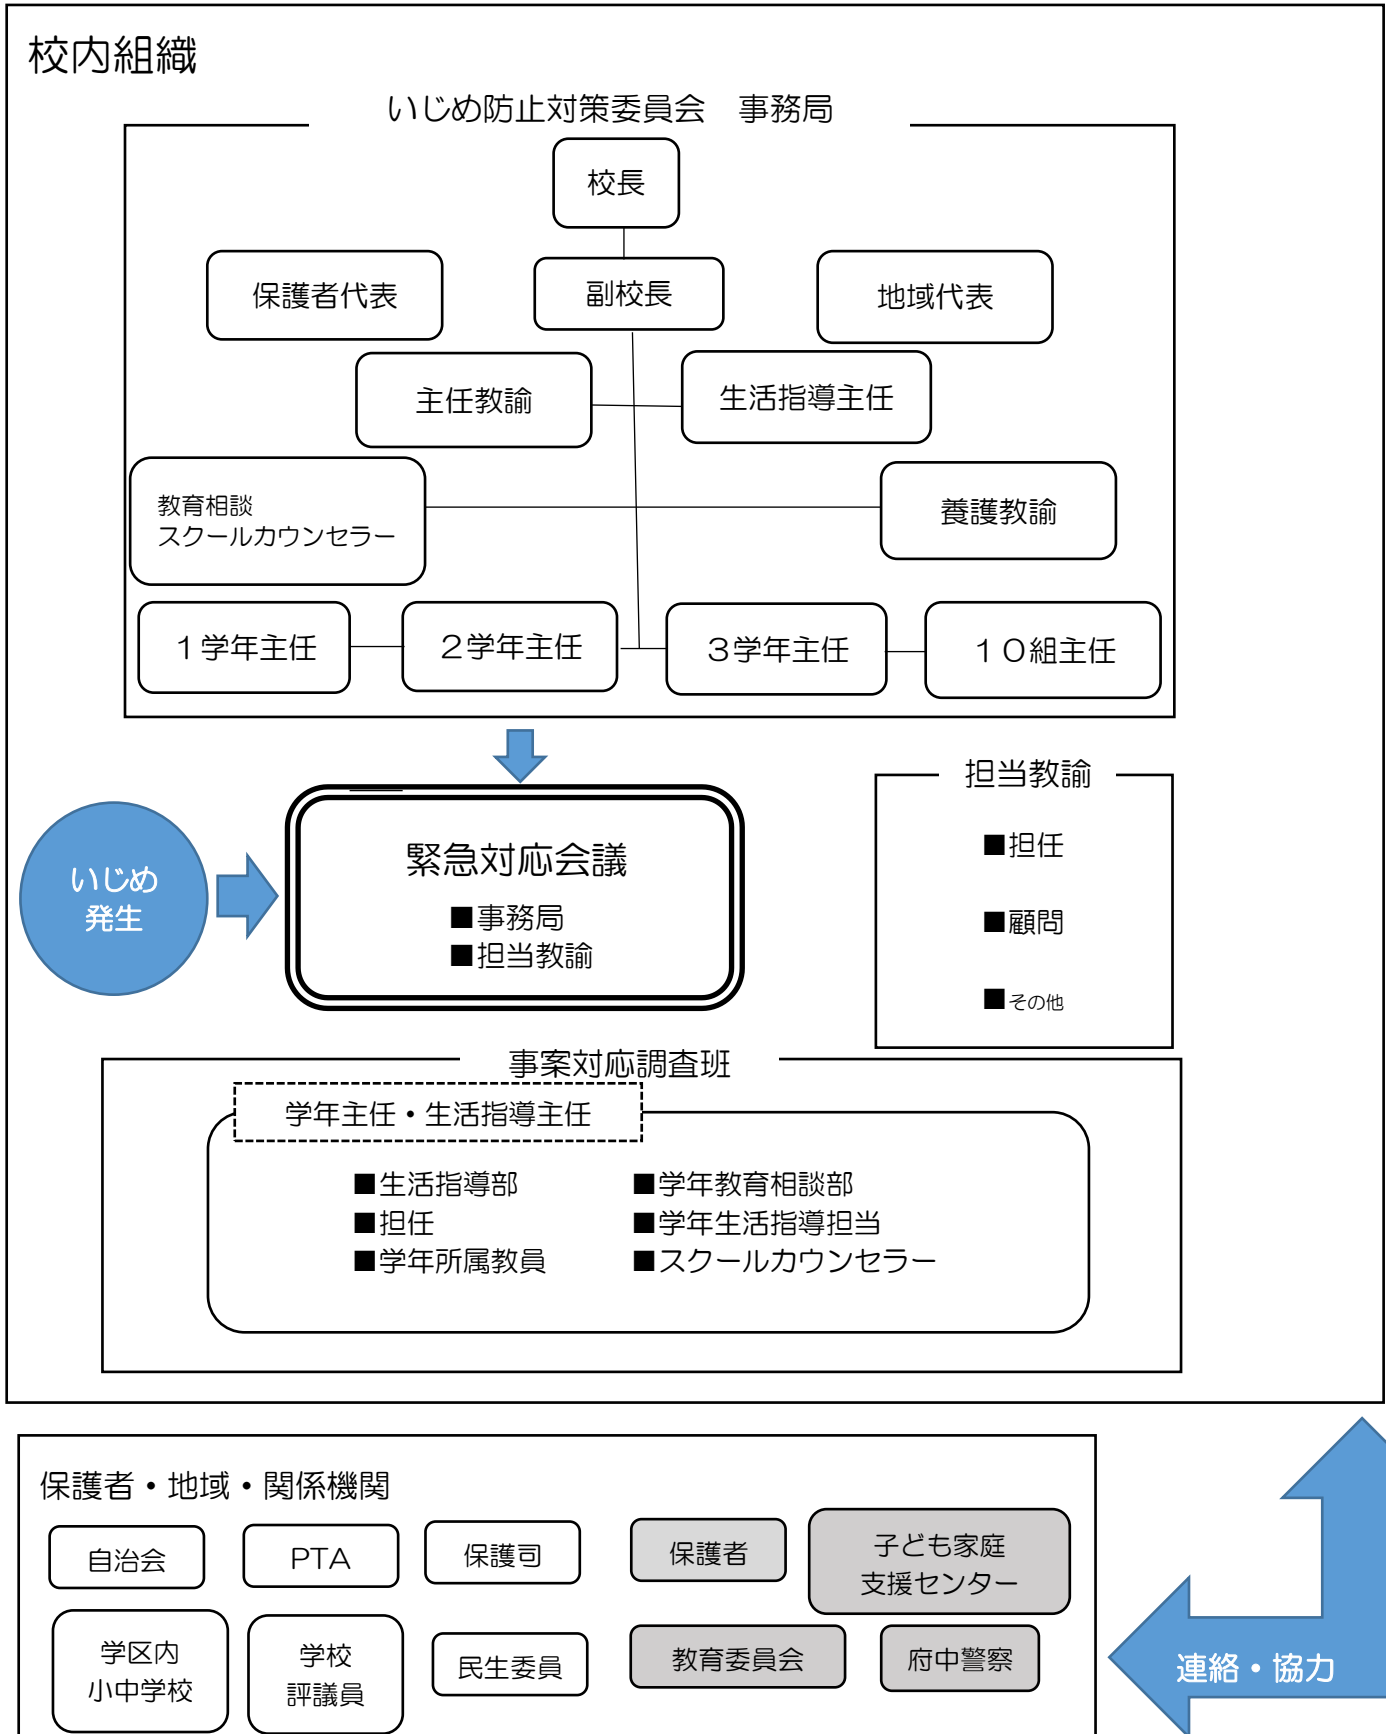 校内組織
いじめ防止対策委員会　事務局
校長
保護者代表
副校長
地域代表
主任教諭
生活指導主任
教育相談
スクールカウンセラー
養護教諭
１学年主任
２学年主任
３学年主任
１０組主任
担当教諭
■担任
■顧問
■その他
いじめ
発生
緊急対応会議
■事務局
■担当教諭
事案対応調査班
学年主任・生活指導主任
■生活指導部
■担任
■学年所属教員
■学年教育相談部
■学年生活指導担当
■スクールカウンセラー
保護者・地域・関係機関
自治会
PTA
保護司
保護者
子ども家庭
支援センター
学区内
小中学校
学校
評議員
民生委員
教育委員会
府中警察
連絡・協力